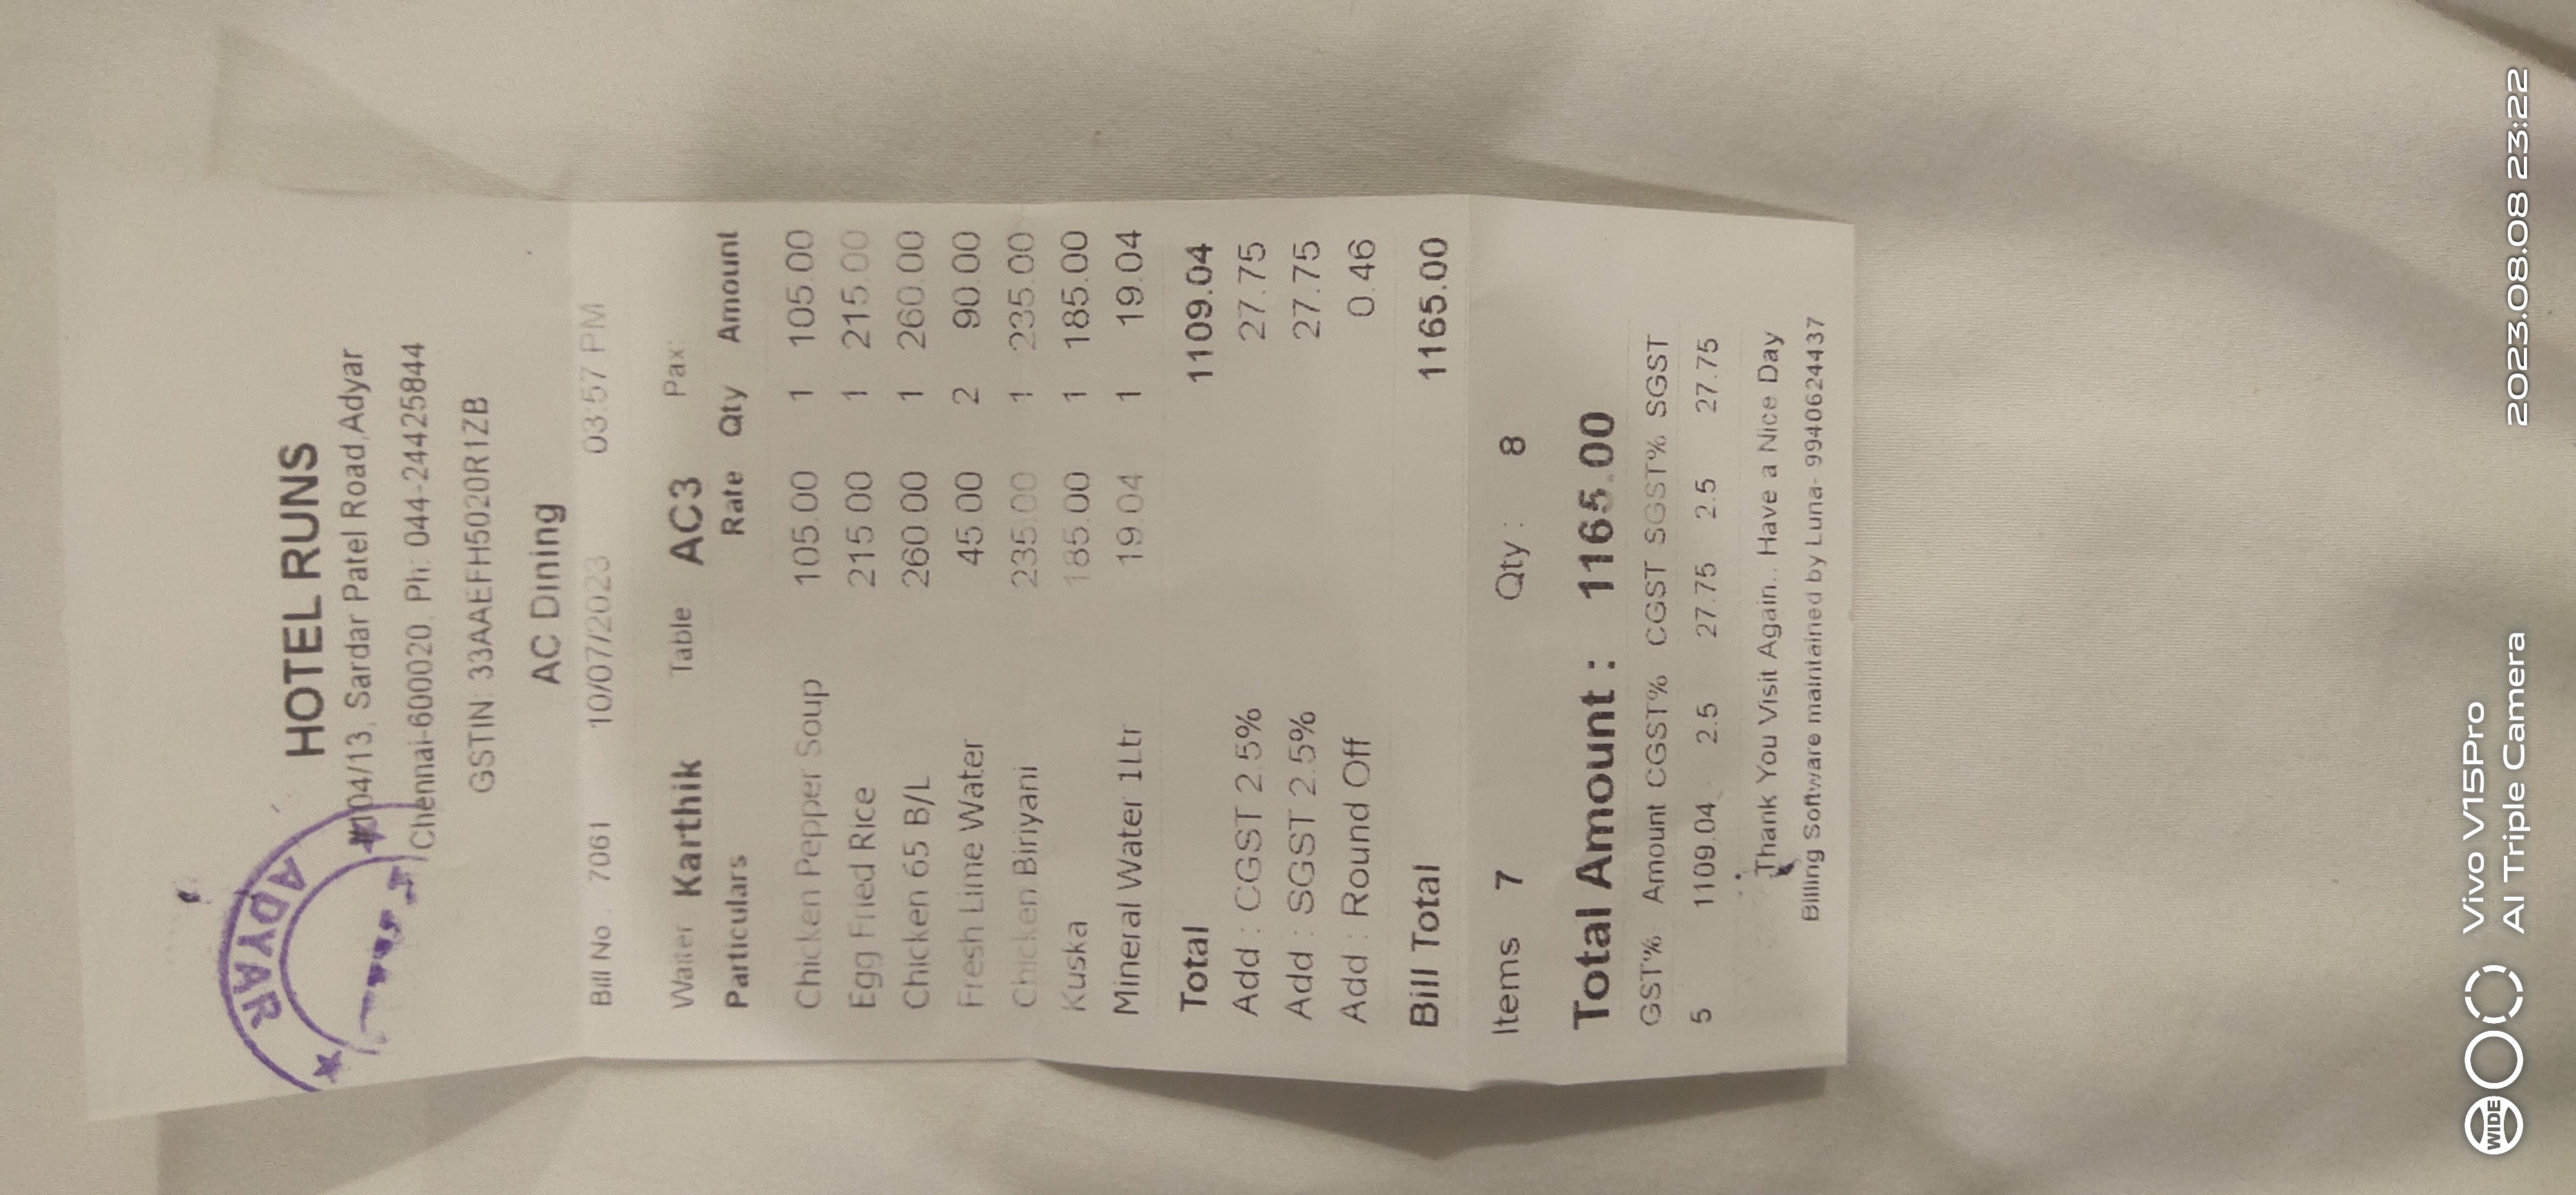 ADYAR
HOTEL RUNS
#104/13, Sardar Patel Road,Adyar
Chennai-600020, Ph: 044-24425844
GSTIN: 33AAEFH5020R1ZB
AC Dining
Bill No : 7061 10/07/2023 03:57 PM
Waiter Karthik Table AC3 Pax:
Particulars Rate Qty Amount
Chicken Pepper Soup 105.00 1 105.00
Egg Fried Rice 215.00 1 215.00
Chicken 65 B/L 260.00 1 260.00
Fresh Lime Water 45.00 2 90.00
Chicken Biriyani 235.00 1 235.00
Kuska 185.00 1 185.00
Mineral Water 1Ltr 19.04 1 19.04
Total 1109.04
Add : CGST 2.5% 27.75
Add : SGST 2.5% 27.75
Add : Round Off 0.46
Bill Total 1165.00
Items 7 Qty : 8
Total Amount : 1165.00
GST% Amount CGST% CGST SGST% SGST
5 1109.04 2.5 27.75 2.5 27.75
Thank You Visit Again.. Have a Nice Day
Billing Software maintained by Luna- 9940624437
WIDE
Vivo V15Pro
AI Triple Camera
2023.08.08 23:22